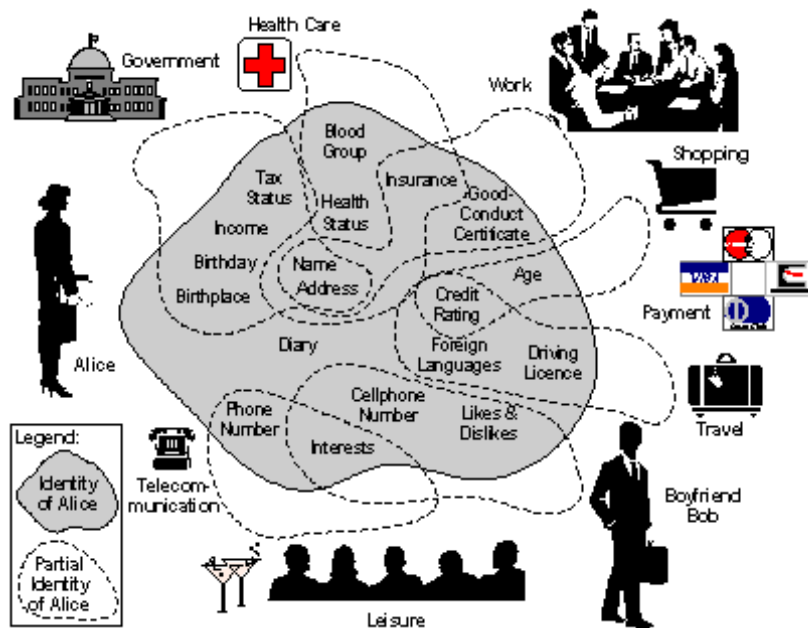 Health Care
Government
Work
Shopping
Blood
Group
Tax
Status
Insurance
Health
Status
Good-
Conduct
Certificate
Income
Birthday
Name
Address
Age
Birthplace
Credit
Rating
Payment
VISA
Diary
Foreign
Languages
Driving
Licence
Alice
Phone
Number
Cellphone
Number
Likes &
Dislikes
Travel
Interests
Legend:
Identity
of Alice
Partial
Identity
of Alice
Telecom-
munication
Boyfriend
Bob
Leisure